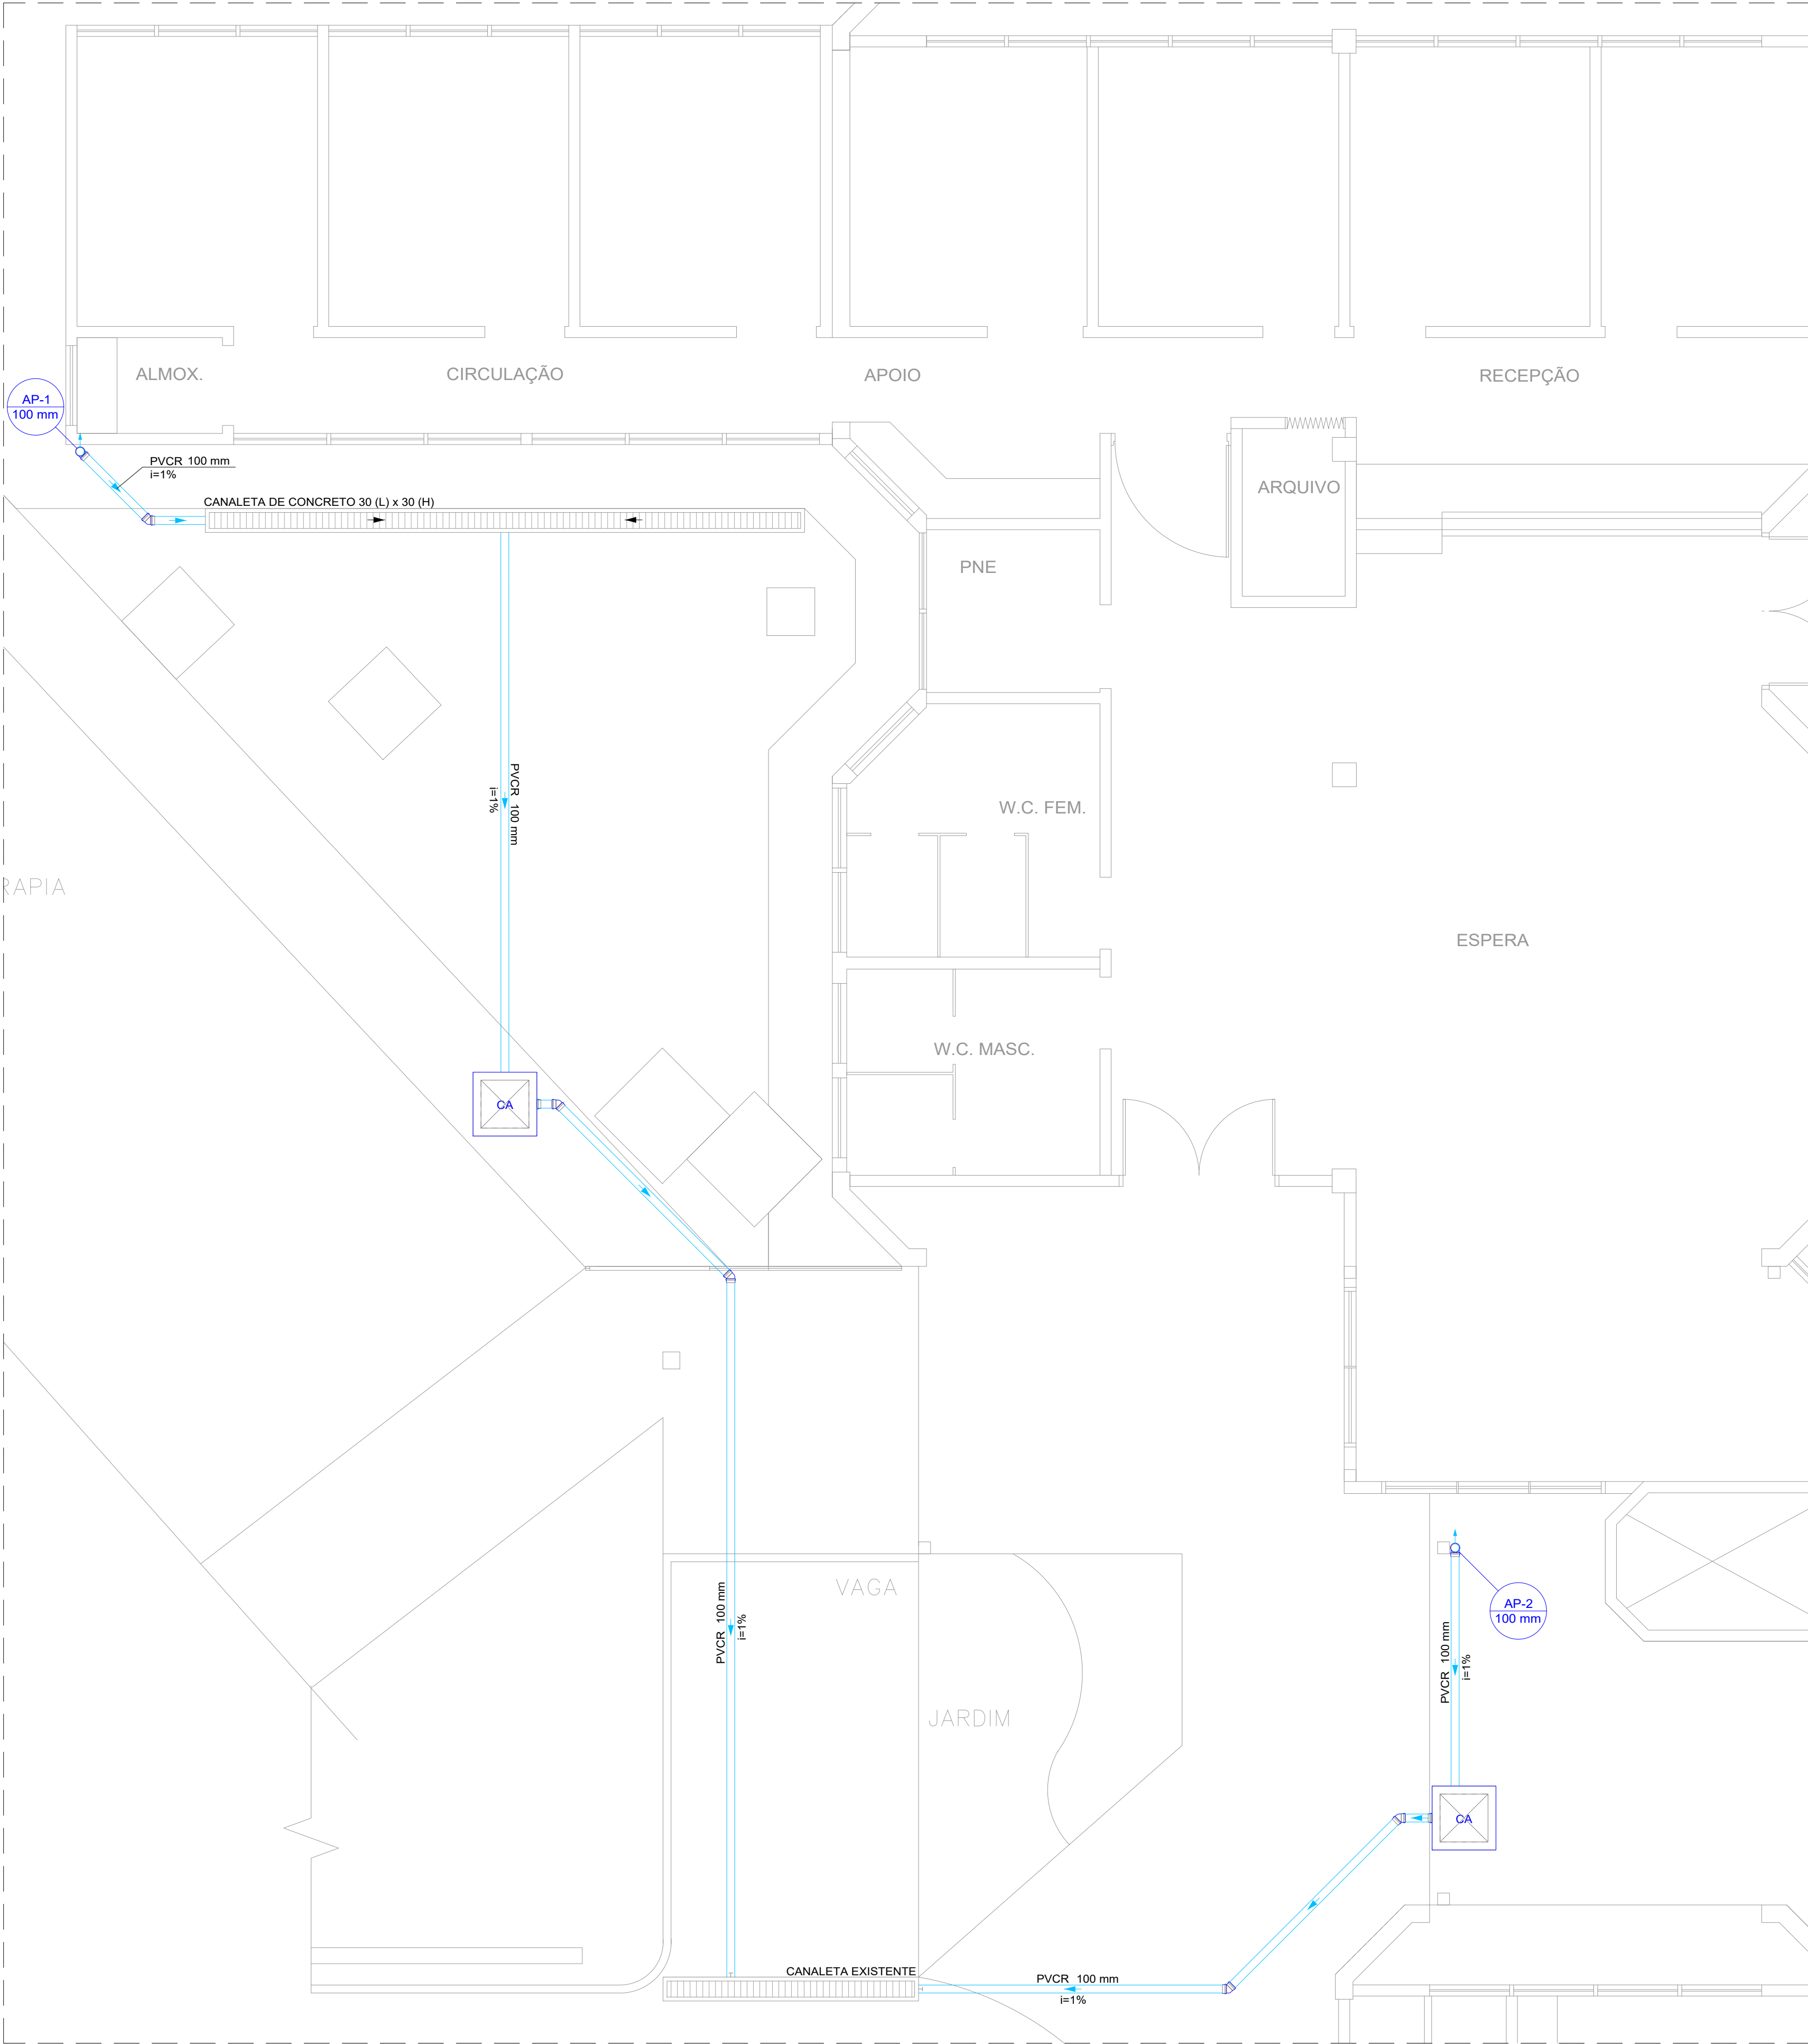 ALMOX.
CIRCULAÇÃO
APOIO
RECEPÇÃO
AP-1
100 mm
PVCR 100 mm
i=1%
CANALETA DE CONCRETO 30 (L) x 30 (H)
ARQUIVO
PNE
PVCR 100 mm
i=1%
W.C. FEM.
RAPIA
ESPERA
W.C. MASC.
CA
VAGA
PVCR 100 mm
i=1%
AP-2
100 mm
PVCR 100 mm
i=1%
JARDIM
CA
CANALETA EXISTENTE
PVCR 100 mm
i=1%